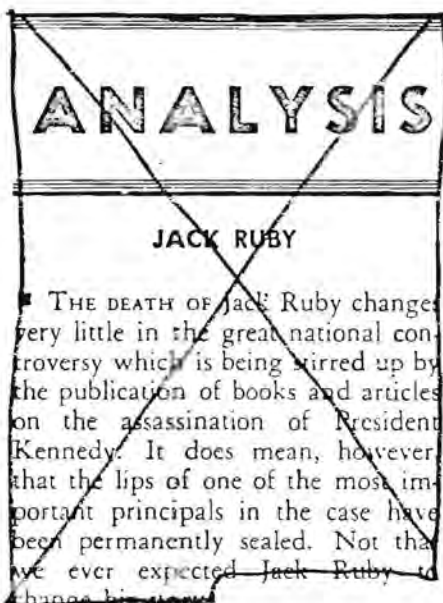 ANALYSIS
JACK RUBY
THE DEATH OF Jack Ruby changes
very little in the great national con-
troversy which is being stirred up by
the publication of books and articles
on the assassination of President
Kennedy. It does mean, however,
that the lips of one of the most im-
portant principals in the case have
been permanently sealed. Not that
we ever expected Jack Ruby to
change his story.